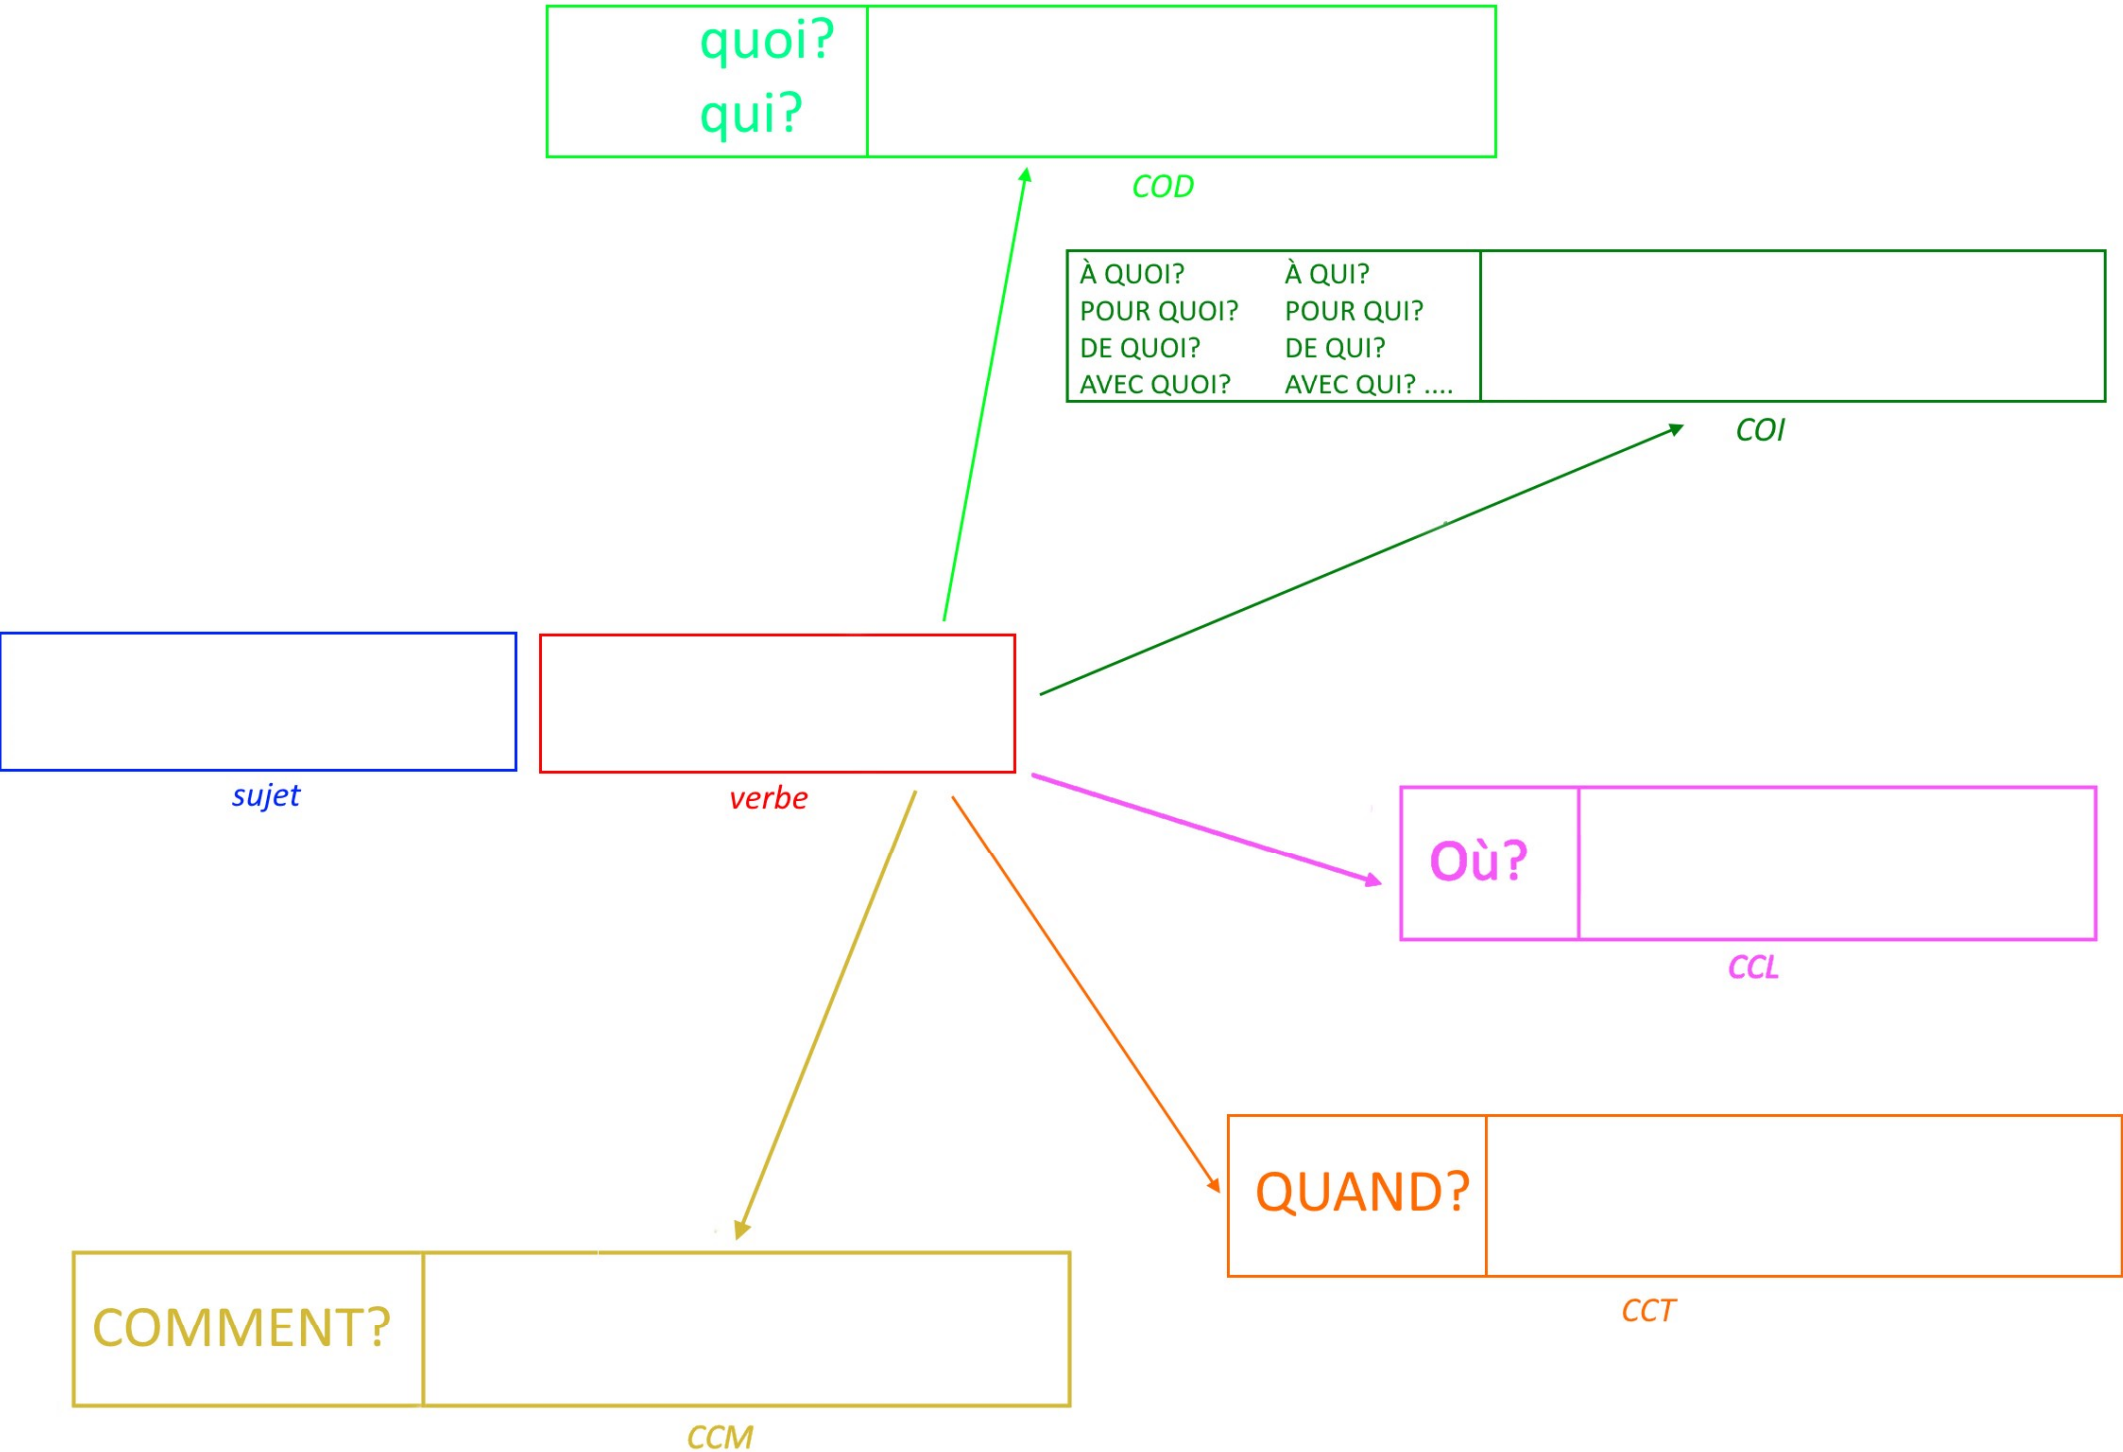 quoi?
qui?
COD
À QUOI? À QUI?
POUR QUOI? POUR QUI?
DE QUOI? DE QUI?
AVEC QUOI? AVEC QUI? ....
COI
sujet
verbe
Où?
CCL
QUAND?
CCT
COMMENT?
CCM